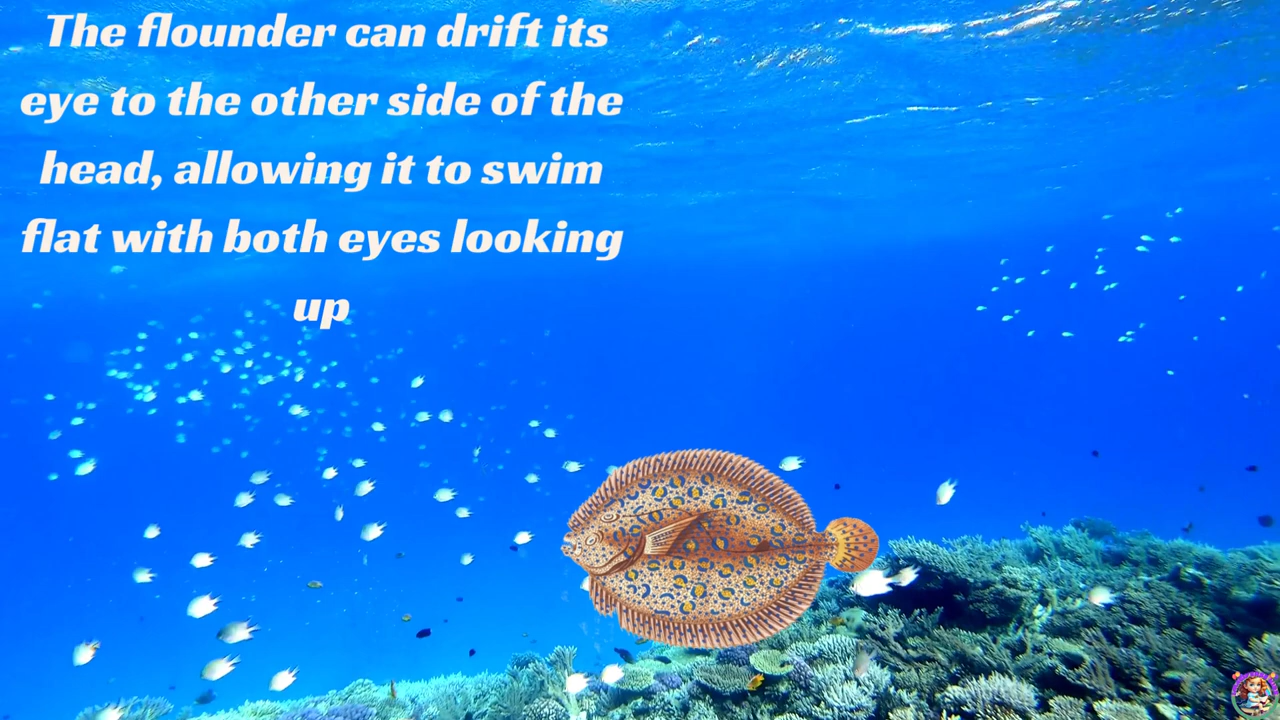 The flounder can drift its
eye to the other side of the
head, allowing it to swim
flat with both eyes looking
up